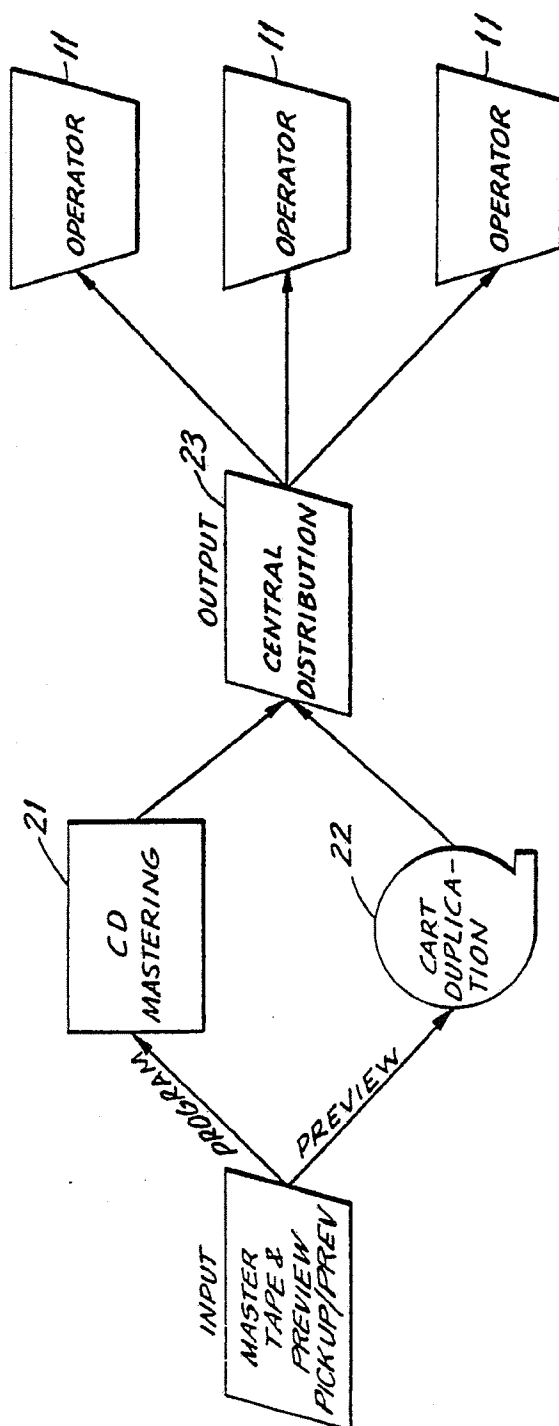 INPUT
MASTER
TAPE &
PREVIEW
PICKUP/PREV
PROGRAM
PREVIEW
21
CD
MASTERING
22
CART
DUPLICA-
TION
OUTPUT
23
CENTRAL
DISTRIBUTION
11
OPERATOR
11
OPERATOR
11
OPERATOR